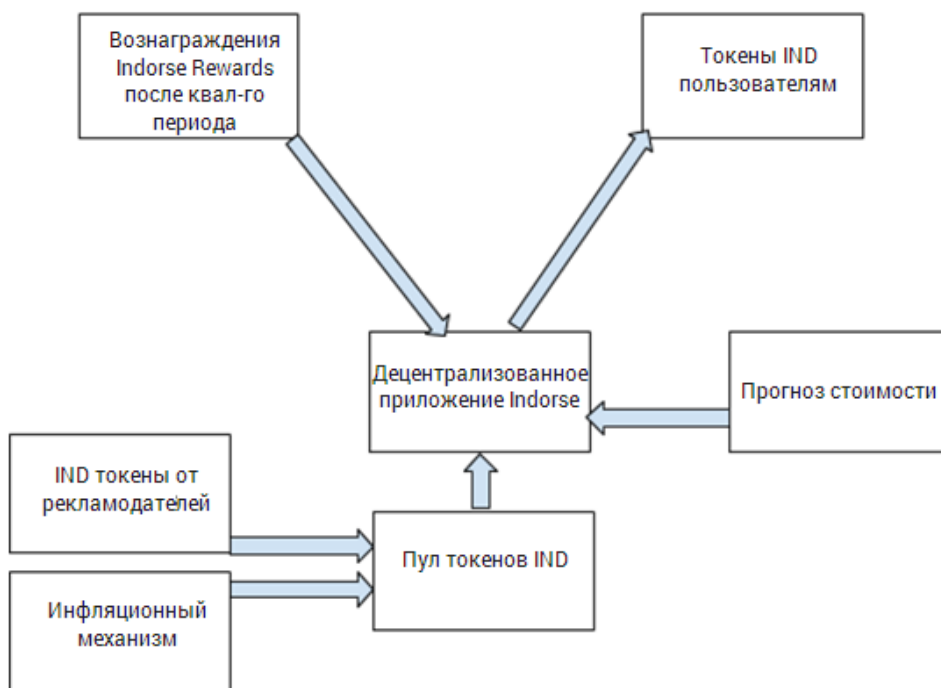 Вознаграждения
Indorse Rewards
после квал-го
периода
Токены IND
пользователям
Децентрализованное
приложение Indorse
Прогноз стоимости
IND токены от
рекламодателей
Пул токенов IND
Инфляционный
механизм